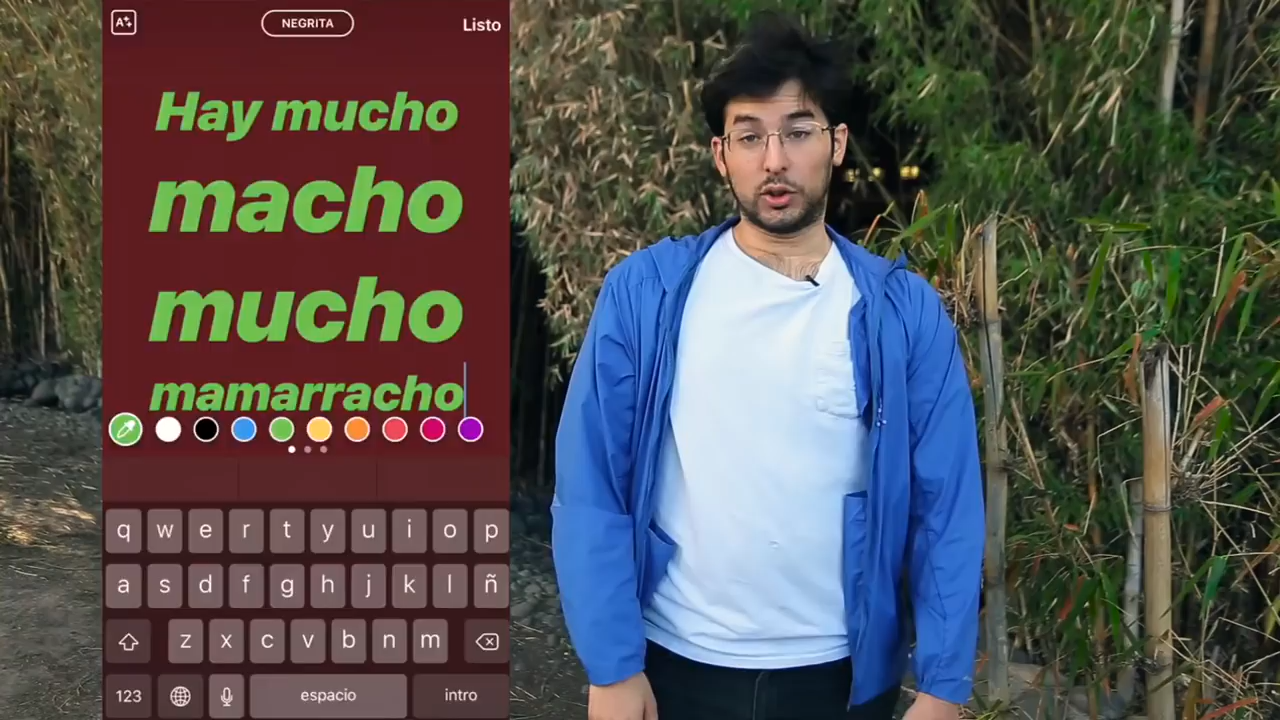 NEGRITA
Listo
Hay mucho
macho
mucho
mamarracho
q w e r t y u i o p
a s d f g h j k l ñ
z x c v b n m
123 espacio intro